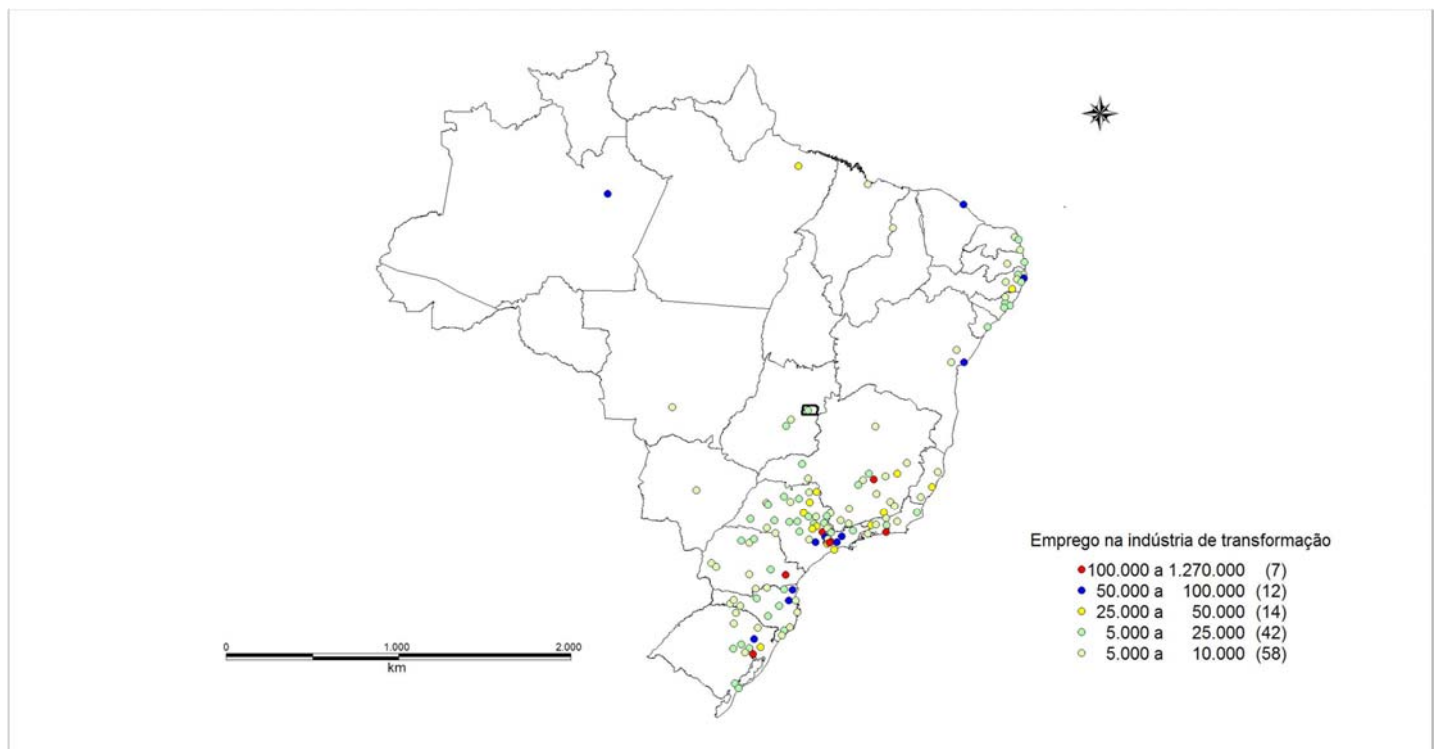 Emprego na indústria de transformação
100.000 a 1.270.000 (7)
50.000 a 100.000 (12)
25.000 a 50.000 (14)
5.000 a 25.000 (42)
5.000 a 10.000 (58)
0 1.000 2.000
km